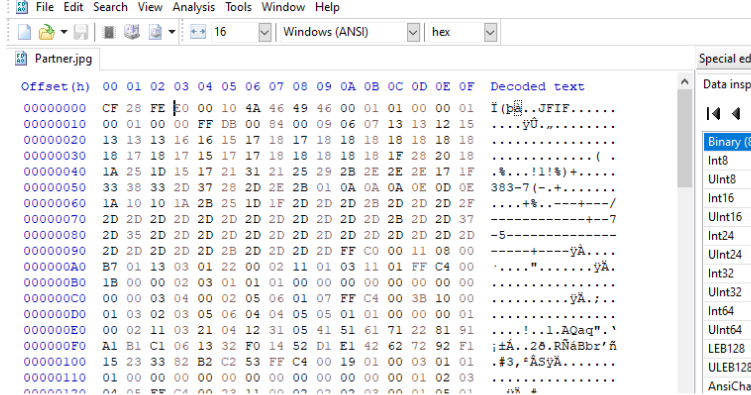 File Edit Search View Analysis Tools Window Help
16 Windows (ANSI) hex
Partner.jpg
Special ed
Offset(h) 00 01 02 03 04 05 06 07 08 09 0A 0B 0C 0D 0E 0F Decoded text
Data insp
00000000 CF 28 FE E0 00 10 4A 46 49 46 00 01 01 00 00 01 Ï(þà..JFIF......
00000010 00 01 00 00 FF DB 00 84 00 09 06 07 13 13 12 15 ....ÿÛ.„........
00000020 13 13 13 16 16 15 17 18 17 18 18 18 18 18 18 18 ................
00000030 18 17 18 17 15 17 17 18 18 18 18 18 1F 28 20 18 .............( .
00000040 1A 25 1D 15 17 21 31 21 25 29 2B 2E 2E 2E 17 1F .%...!1!%)+.....
00000050 33 38 33 2D 37 28 2D 2E 2B 01 0A 0A 0A 0E 0D 0E 383-7(-.+.......
00000060 1A 10 10 1A 2B 25 1D 1F 2D 2D 2D 2B 2D 2D 2D 2F ....+%..---+---/
00000070 2D 2D 2D 2D 2D 2D 2D 2D 2D 2D 2D 2D 2B 2D 2D 37 ------------+--7
00000080 2D 35 2D 2D 2D 2D 2D 2D 2D 2D 2D 2D 2D 2D 2D 2D -5--------------
00000090 2D 2D 2D 2D 2D 2B 2D 2D 2D 2D FF C0 00 11 08 00 -----+----ÿÀ....
000000A0 B7 01 13 03 01 22 00 02 11 01 03 11 01 FF C4 00 ·....".......ÿÄ.
000000B0 1B 00 00 02 03 01 01 01 00 00 00 00 00 00 00 00 ................
000000C0 00 00 03 04 00 02 05 06 01 07 FF C4 00 3B 10 00 ..........ÿÄ.;..
000000D0 01 03 02 03 05 06 04 04 05 05 01 01 00 00 00 01 ................
000000E0 00 02 11 03 21 04 12 31 05 41 51 61 71 22 81 91 ....!..1.AQaq".‘
000000F0 A1 B1 C1 06 13 32 F0 14 52 D1 E1 42 62 72 92 F1 ¡±Á..2ð.RÑáBbr’ñ
00000100 15 23 33 82 B2 C2 53 FF C4 00 19 01 00 03 01 01 .#3‚²ÂSÿÄ.......
00000110 01 00 00 00 00 00 00 00 00 00 00 00 00 01 02 03 ................
Binary (8
Int8
UInt8
Int16
UInt16
Int24
UInt24
Int32
UInt32
Int64
UInt64
LEB128
ULEB128
AnsiCha